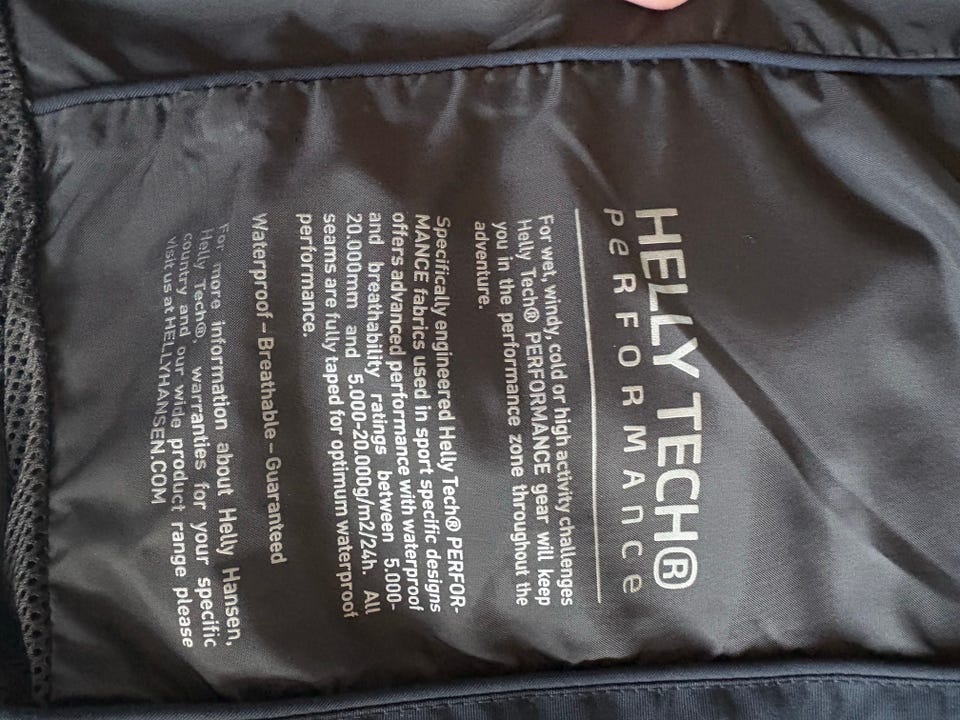 HELLY TECH®
PeRFORMAnce
For wet, windy, cold or high activity challenges
Helly Tech® PERFORMANCE gear will keep
you in the performance zone throughout the
adventure.
Specifically engineered Helly Tech® PERFOR-
MANCE fabrics used in sport specific designs
offers advanced performance with waterproof
and breathability ratings between 5.000-
20.000mm and 5.000-20.000g/m2/24h. All
seams are fully taped for optimum waterproof
performance.
Waterproof – Breathable – Guaranteed
For more information about Helly Hansen,
Helly Tech®, warranties for your specific
country and our wide product range please
visit us at HELLYHANSEN.COM